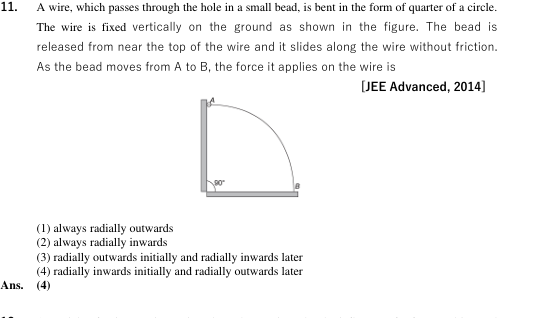 11. A wire, which passes through the hole in a small bead, is bent in the form of quarter of a circle.
The wire is fixed vertically on the ground as shown in the figure. The bead is
released from near the top of the wire and it slides along the wire without friction.
As the bead moves from A to B, the force it applies on the wire is
[JEE Advanced, 2014]
A
90°
B
(1) always radially outwards
(2) always radially inwards
(3) radially outwards initially and radially inwards later
(4) radially inwards initially and radially outwards later
Ans. (4)